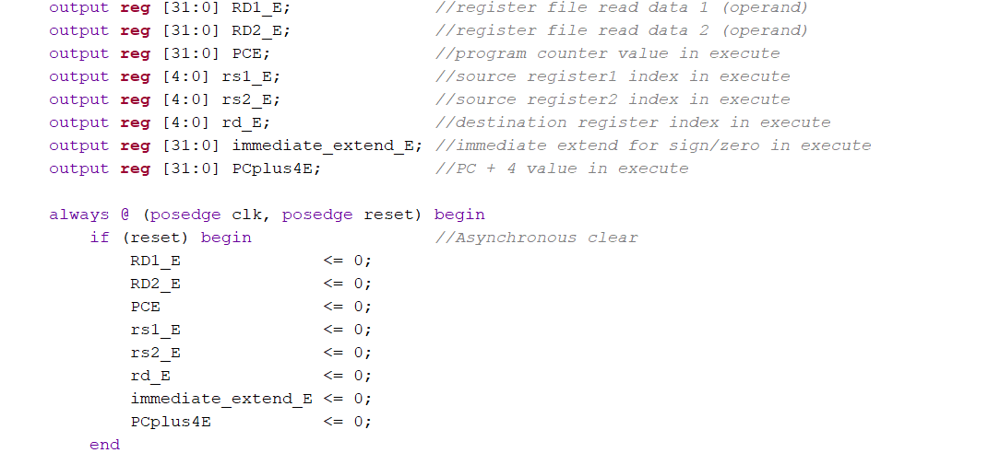 output reg [31:0] RD1_E; //register file read data 1 (operand)
output reg [31:0] RD2_E; //register file read data 2 (operand)
output reg [31:0] PCE; //program counter value in execute
output reg [4:0] rs1_E; //source register1 index in execute
output reg [4:0] rs2_E; //source register2 index in execute
output reg [4:0] rd_E; //destination register index in execute
output reg [31:0] immediate_extend_E; //immediate extend for sign/zero in execute
output reg [31:0] PCplus4E; //PC + 4 value in execute
always @ (posedge clk, posedge reset) begin
if (reset) begin //Asynchronous clear
RD1_E <= 0;
RD2_E <= 0;
PCE <= 0;
rs1_E <= 0;
rs2_E <= 0;
rd_E <= 0;
immediate_extend_E <= 0;
PCplus4E <= 0;
end